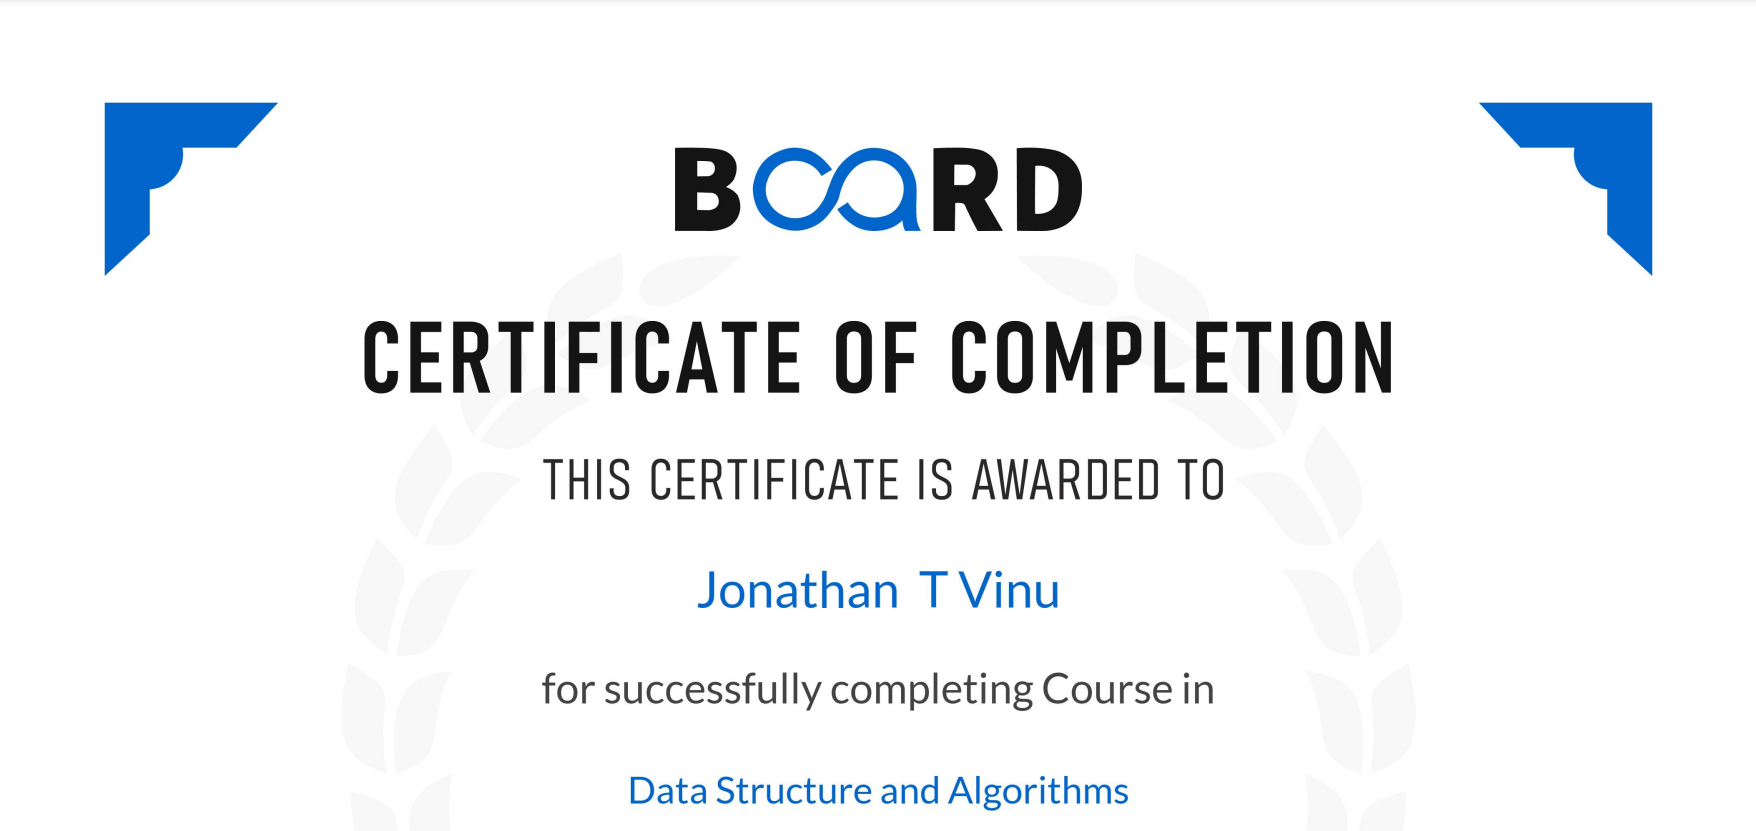 BOARD
CERTIFICATE OF COMPLETION
THIS CERTIFICATE IS AWARDED TO
Jonathan T Vinu
for successfully completing Course in
Data Structure and Algorithms